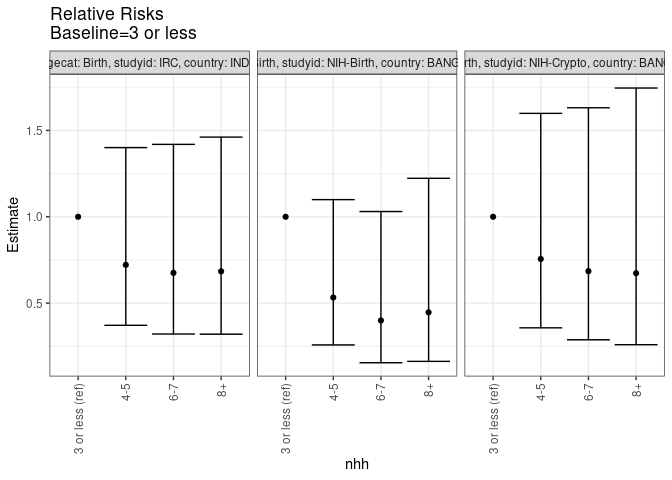 Relative Risks
Baseline=3 or less
gecat: Birth, studyid: IRC, country: IND
irth, studyid: NIH-Birth, country: BANG
rth, studyid: NIH-Crypto, country: BANG
1.5
1.0
0.5
Estimate
3 or less (ref)
4-5
6-7
8+
3 or less (ref)
4-5
6-7
8+
3 or less (ref)
4-5
6-7
8+
nhh